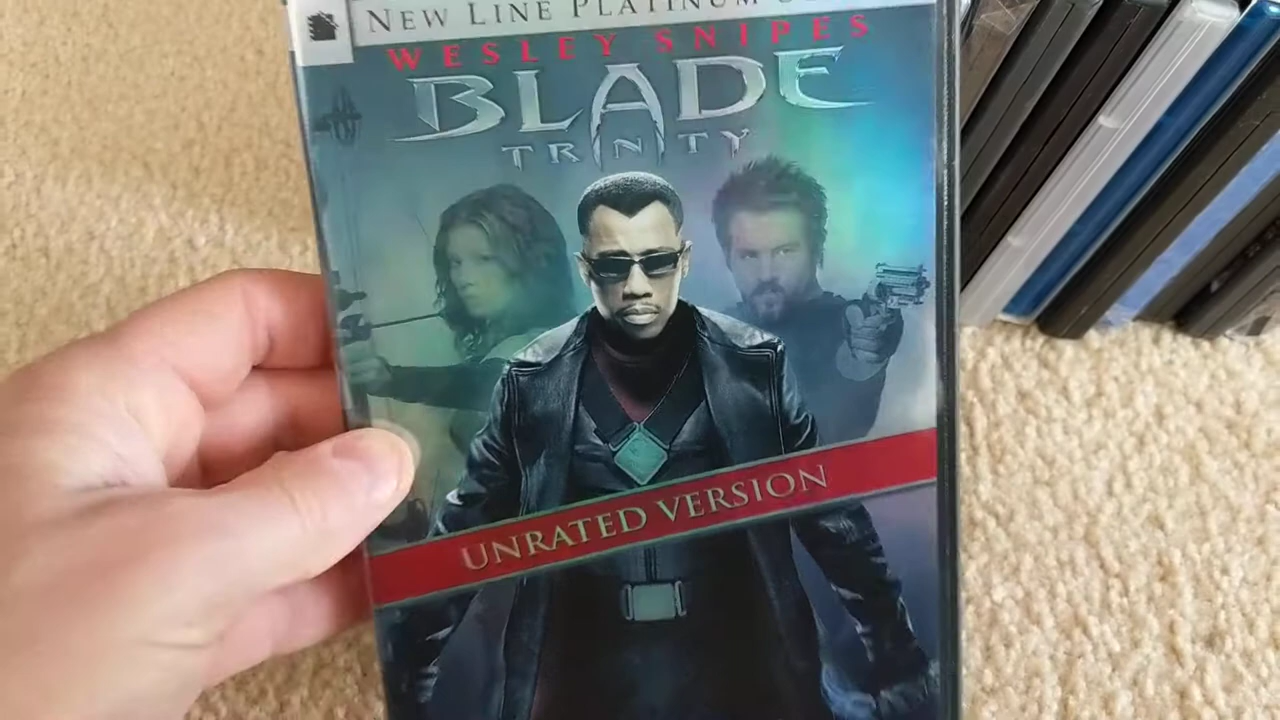 NEW LINE PLATINUM
WESLEY SNIPES
BLADE
TRINITY
UNRATED VERSION